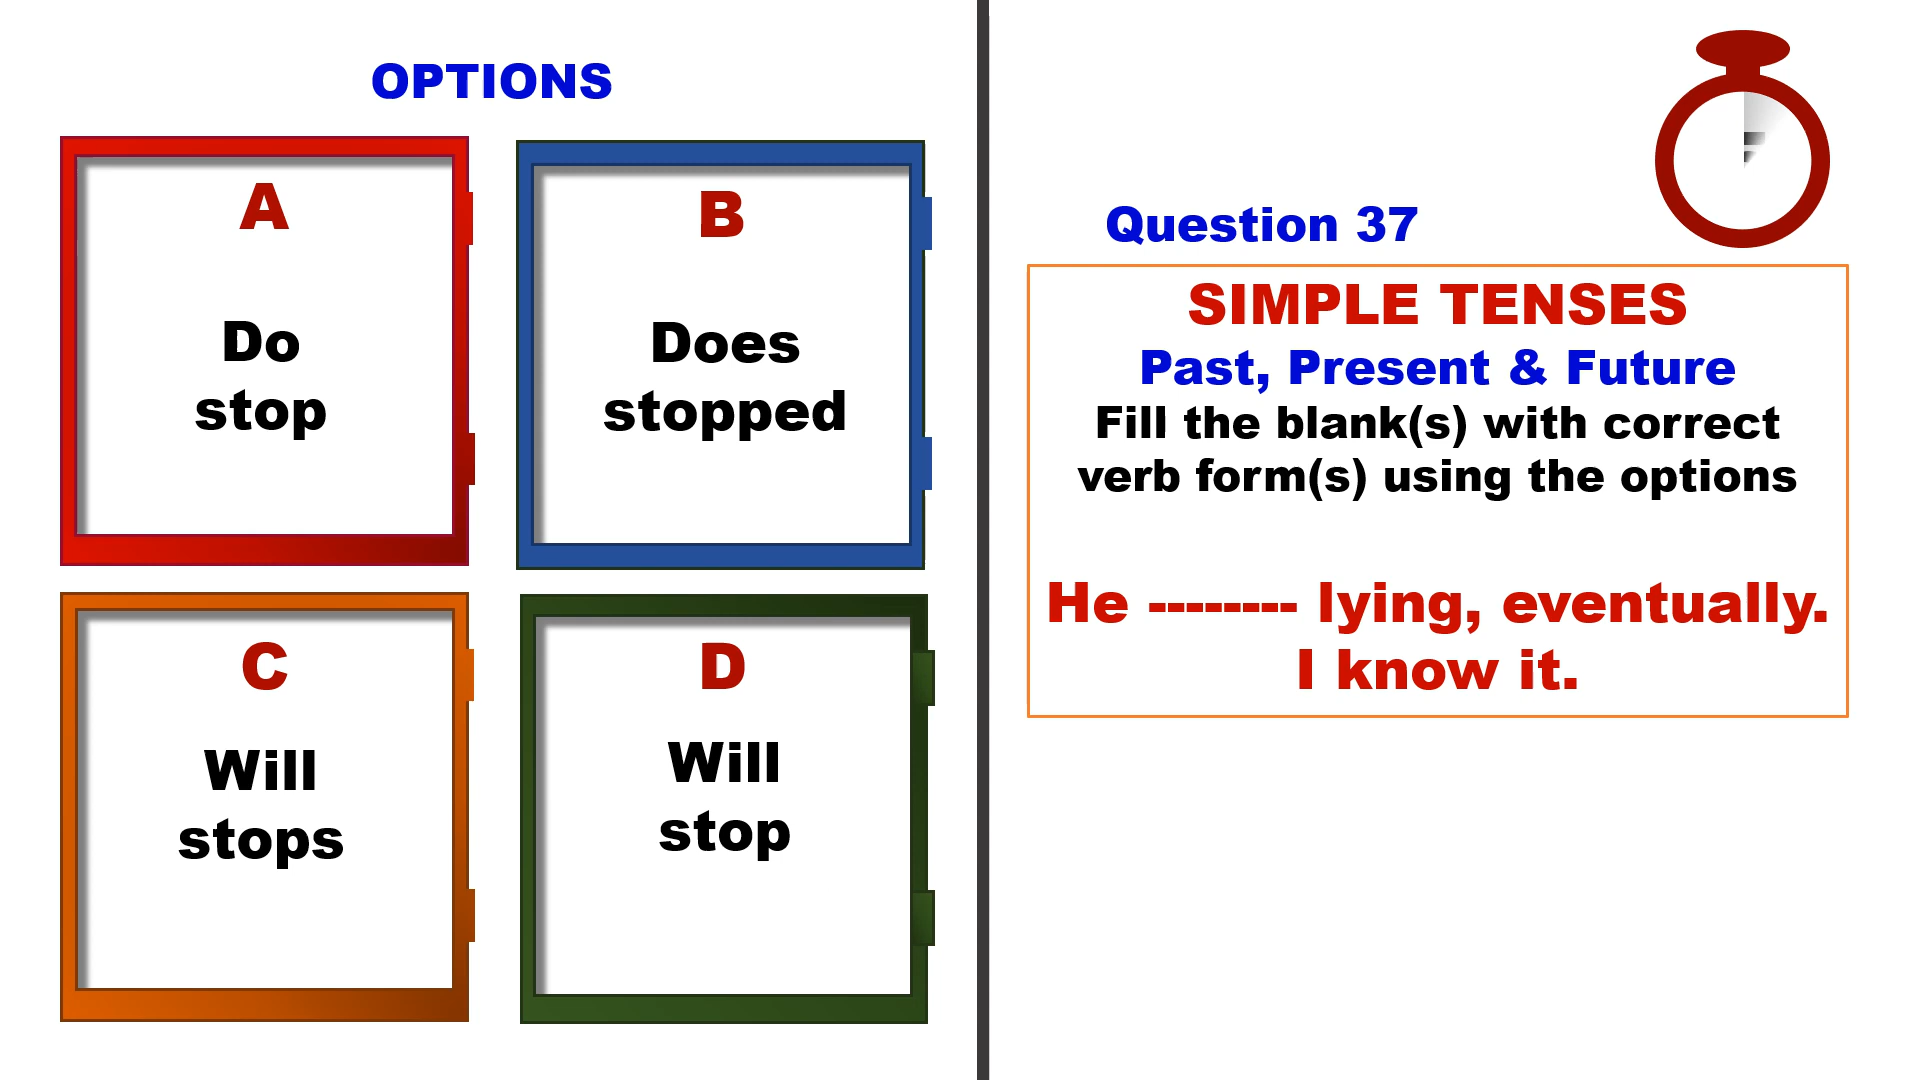 OPTIONS
A
Do
stop
B
Does
stopped
C
Will
stops
D
Will
stop
Question 37
SIMPLE TENSES
Past, Present & Future
Fill the blank(s) with correct
verb form(s) using the options
He -------- lying, eventually.
I know it.